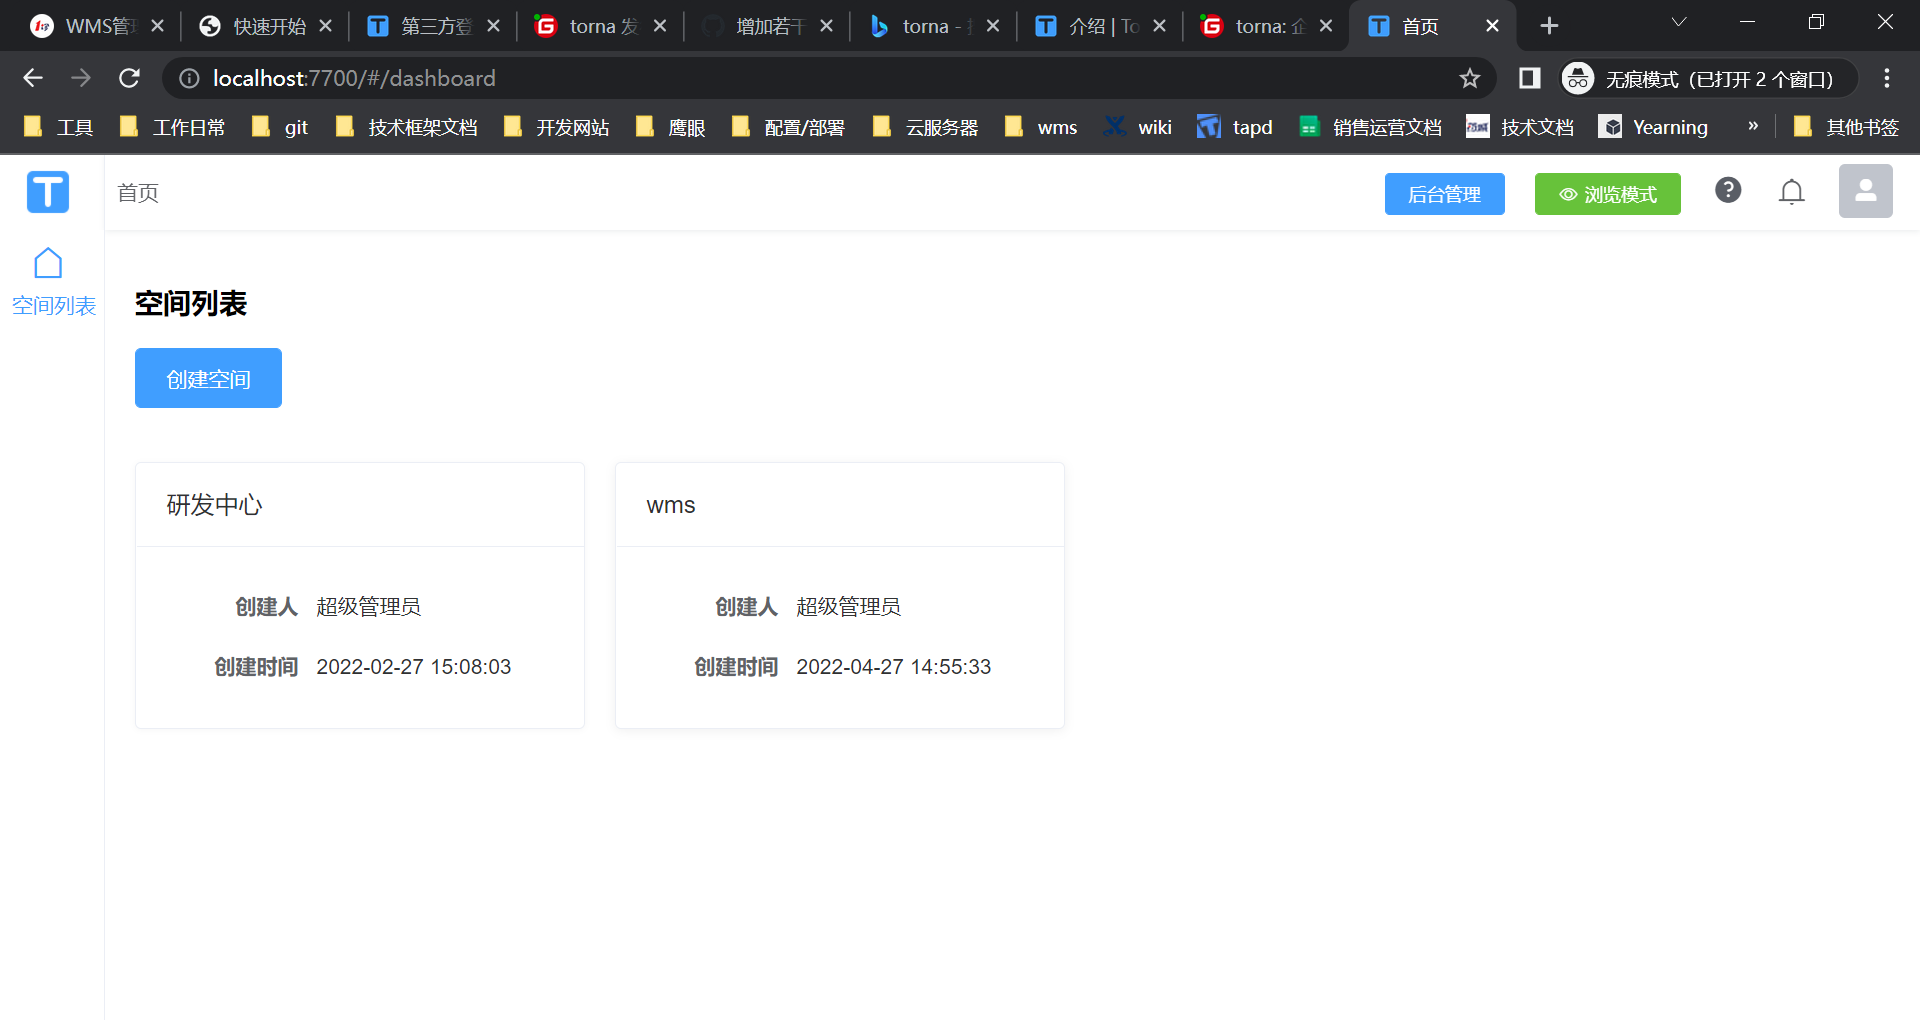 WMS管 快速开始 第三方登 torna 发 增加若干 torna - 介绍 | To torna: 企 首页
localhost:7700/#/dashboard 无痕模式（已打开 2 个窗口）
工具 工作日常 git 技术框架文档 开发网站 鹰眼 配置/部署 云服务器 wms wiki tapd 销售运营文档 技术文档 Yearning » 其他书签
T 首页 后台管理 浏览模式
空间列表
空间列表
创建空间
研发中心
创建人 超级管理员
创建时间 2022-02-27 15:08:03
wms
创建人 超级管理员
创建时间 2022-04-27 14:55:33